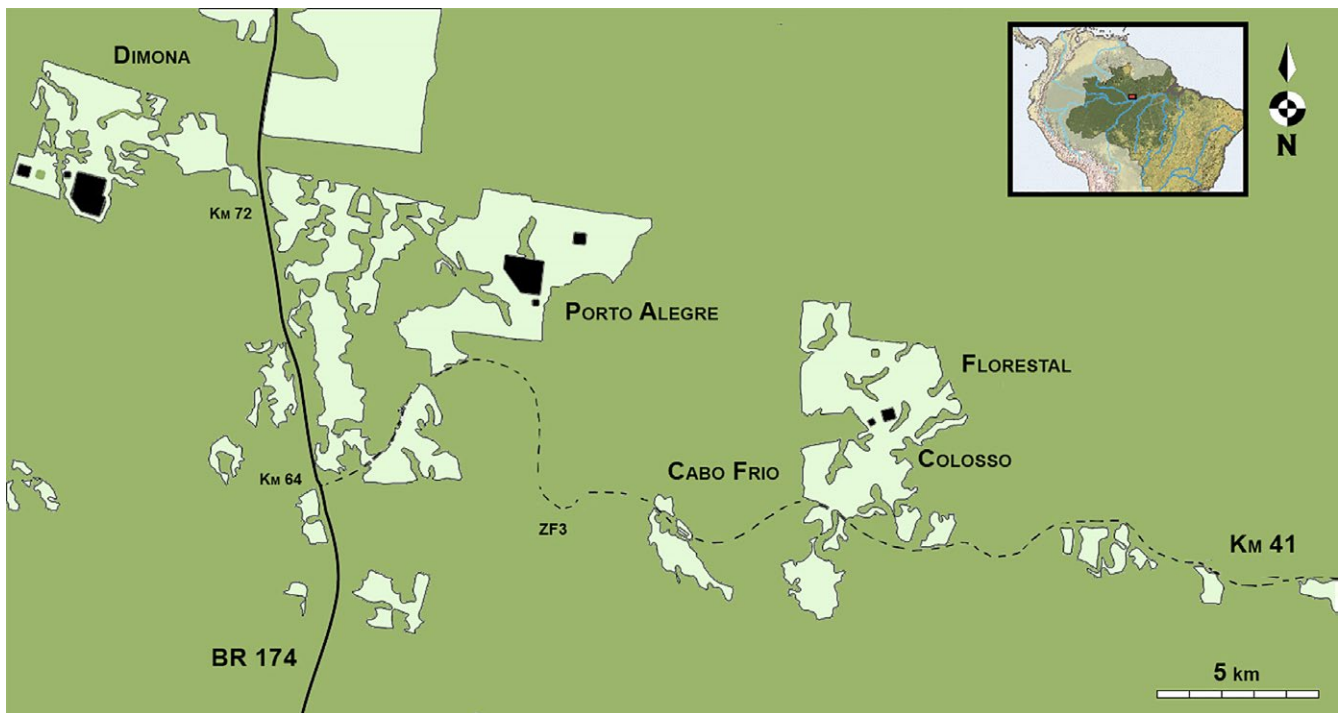 Dimona
N
Km 72
Porto Alegre
Florestal
Colosso
Cabo Frio
Km 64
ZF3
Km 41
BR 174
5 km